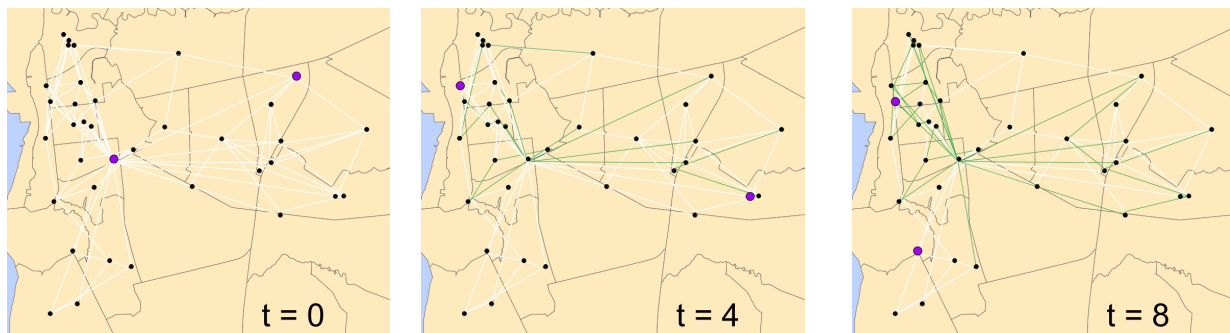 t = 0
t = 4
t = 8